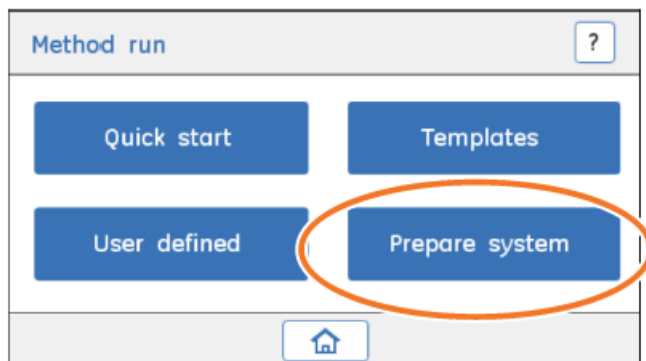 Method run
?
Quick start
Templates
User defined
Prepare system